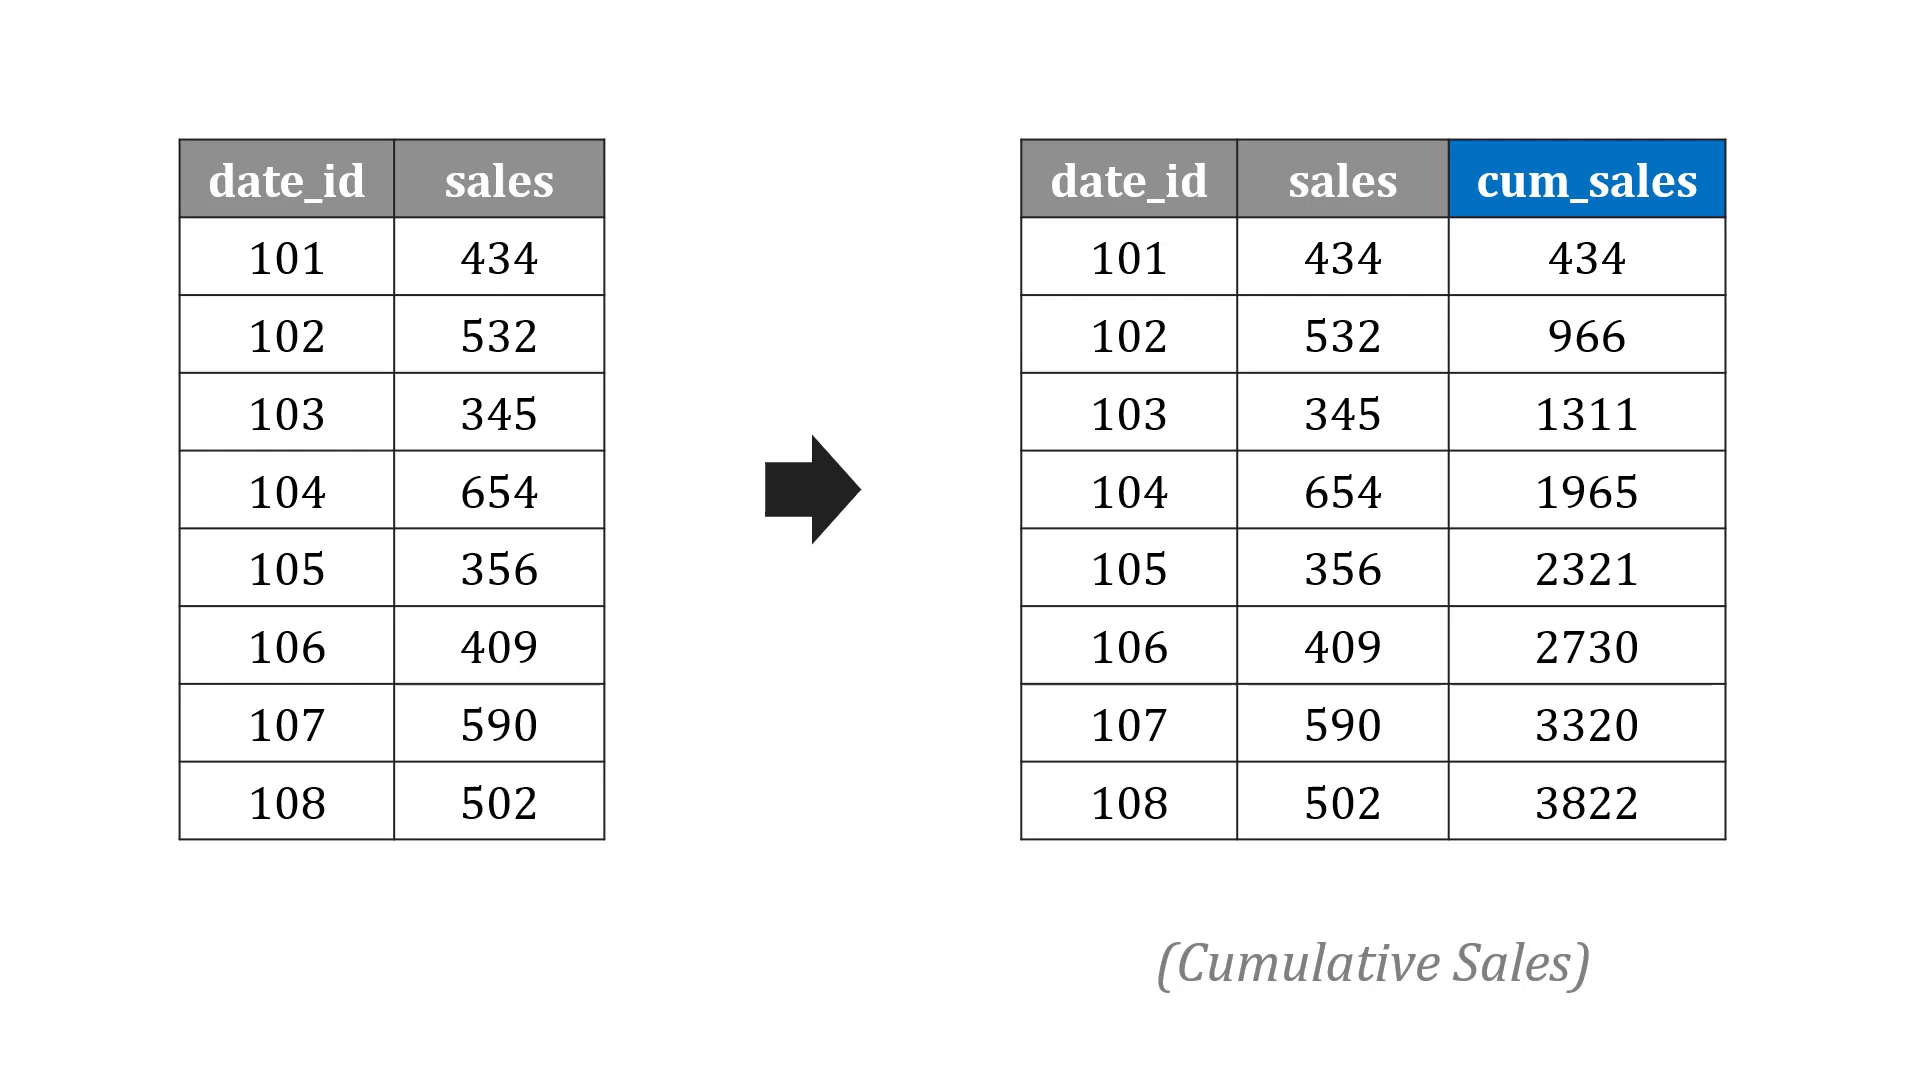 date_id sales
101 434
102 532
103 345
104 654
105 356
106 409
107 590
108 502
date_id sales cum_sales
101 434 434
102 532 966
103 345 1311
104 654 1965
105 356 2321
106 409 2730
107 590 3320
108 502 3822
(Cumulative Sales)